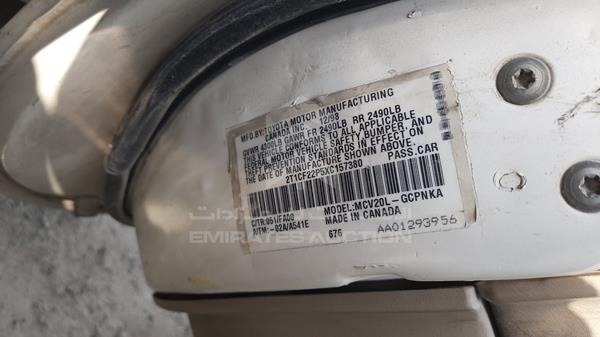 MFD.BY:TOYOTA MOTOR MANUFACTURING
CANADA INC. 12/98
GVWR 4300LB GAWR FR 2490LB RR 2490LB
THIS VEHICLE CONFORMS TO ALL APPLICABLE
FEDERAL MOTOR VEHICLE SAFETY, BUMPER, AND
THEFT PREVENTION STANDARDS IN EFFECT ON
THE DATE OF MANUFACTURE SHOWN ABOVE.
2T1CF22P5XC157380 PASS.CAR
C/TR:051/FA00 MODEL:MCV20L-GCPNKA
A/TM:-02A/A541E MADE IN CANADA
676 AA01293956
EMIRATES AUCTION